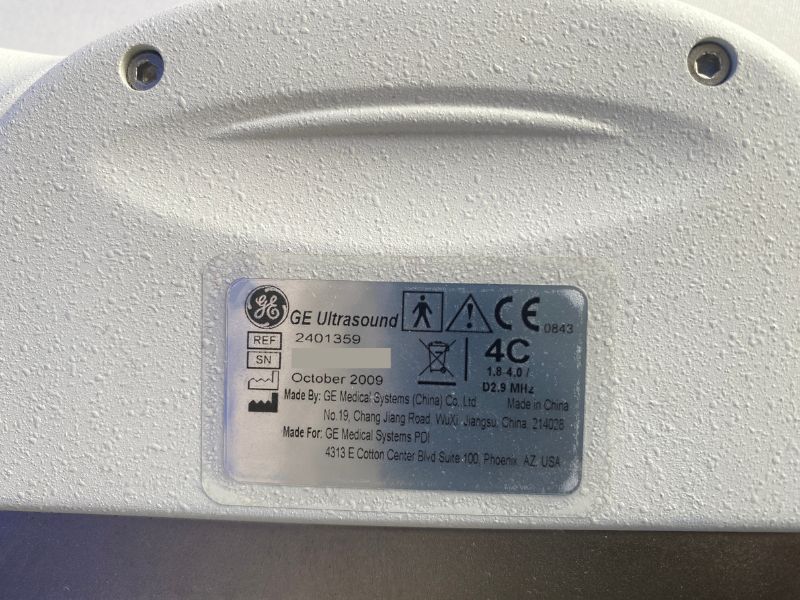 GE GE Ultrasound
CE 0843
REF 2401359
SN
4C
1.8-4.0 /
D2.9 MHz
October 2009
Made By: GE Medical Systems (China) Co., Ltd Made in China
No.19, Chang Jiang Road, WuXi, Jiangsu, China, 214028
Made For: GE Medical Systems PDI
4313 E Cotton Center Blvd Suite 100, Phoenix, AZ, USA